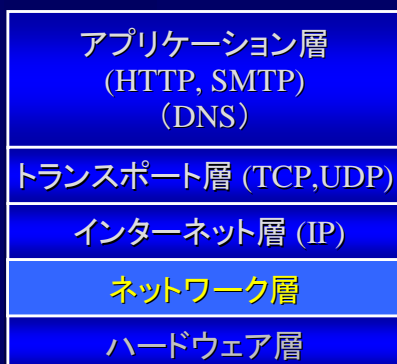 アプリケーション層
(HTTP, SMTP)
（DNS）
トランスポート層 (TCP,UDP)
インターネット層 (IP)
ネットワーク層
ハードウェア層